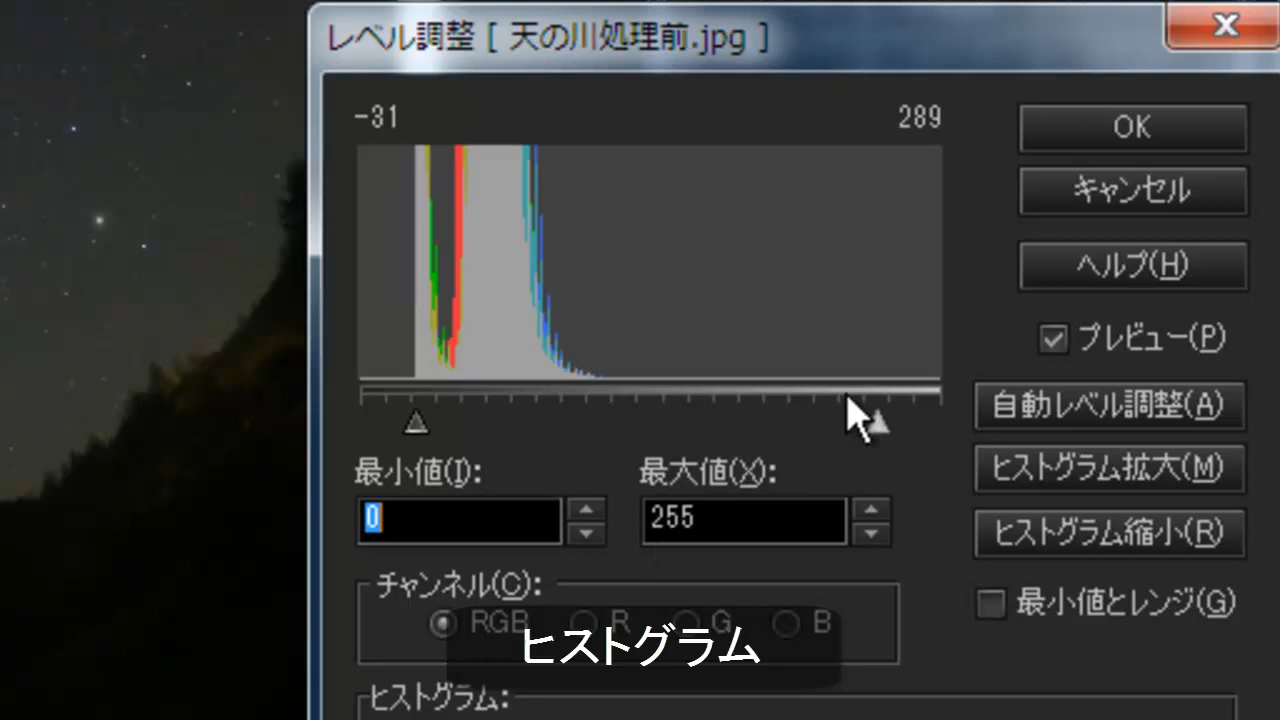 レベル調整 [ 天の川処理前.jpg ]
-31
289
OK
キャンセル
ヘルプ(H)
プレビュー(P)
自動レベル調整(A)
最小値(I):
最大値(X):
ヒストグラム拡大(M)
0
255
ヒストグラム縮小(R)
チャンネル(C):
最小値とレンジ(G)
RGB
R
G
B
ヒストグラム
ヒストグラム: